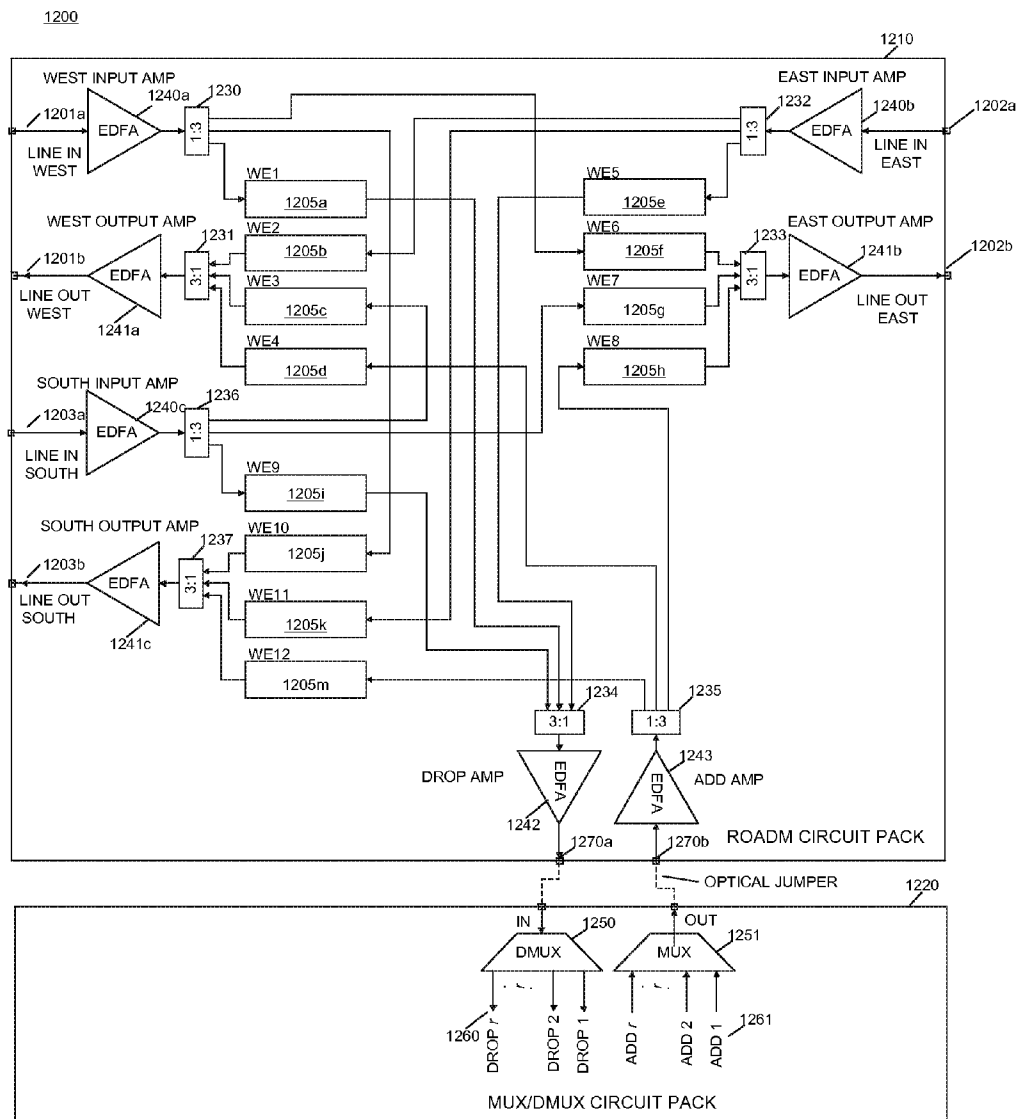 1200
1210
WEST INPUT AMP
1240a
1230
EAST INPUT AMP
1232
1240b
1201a
1202a
EDFA
1:3
1:3
EDFA
LINE IN
WEST
LINE IN
EAST
WE1
1205a
WE5
1205e
WEST OUTPUT AMP
1231
WE2
1205b
WE6
1205f
EAST OUTPUT AMP
1233
1241b
1201b
1202b
EDFA
3:1
3:1
EDFA
LINE OUT
WEST
1241a
WE3
1205c
WE7
1205g
LINE OUT
EAST
WE4
1205d
WE8
1205h
SOUTH INPUT AMP
1240c
1236
1203a
EDFA
1:3
LINE IN
SOUTH
WE9
1205i
SOUTH OUTPUT AMP
1237
WE10
1205j
1203b
EDFA
3:1
LINE OUT
SOUTH
1241c
WE11
1205k
WE12
1205m
1234
1235
3:1
1:3
DROP AMP
EDFA
1242
EDFA
1243
ADD AMP
1270a
1270b
ROADM CIRCUIT PACK
OPTICAL JUMPER
1220
IN
1250
OUT
1251
DMUX
MUX
r
r
1260
DROP r
DROP 2
DROP 1
ADD r
ADD 2
ADD 1
1261
MUX/DMUX CIRCUIT PACK